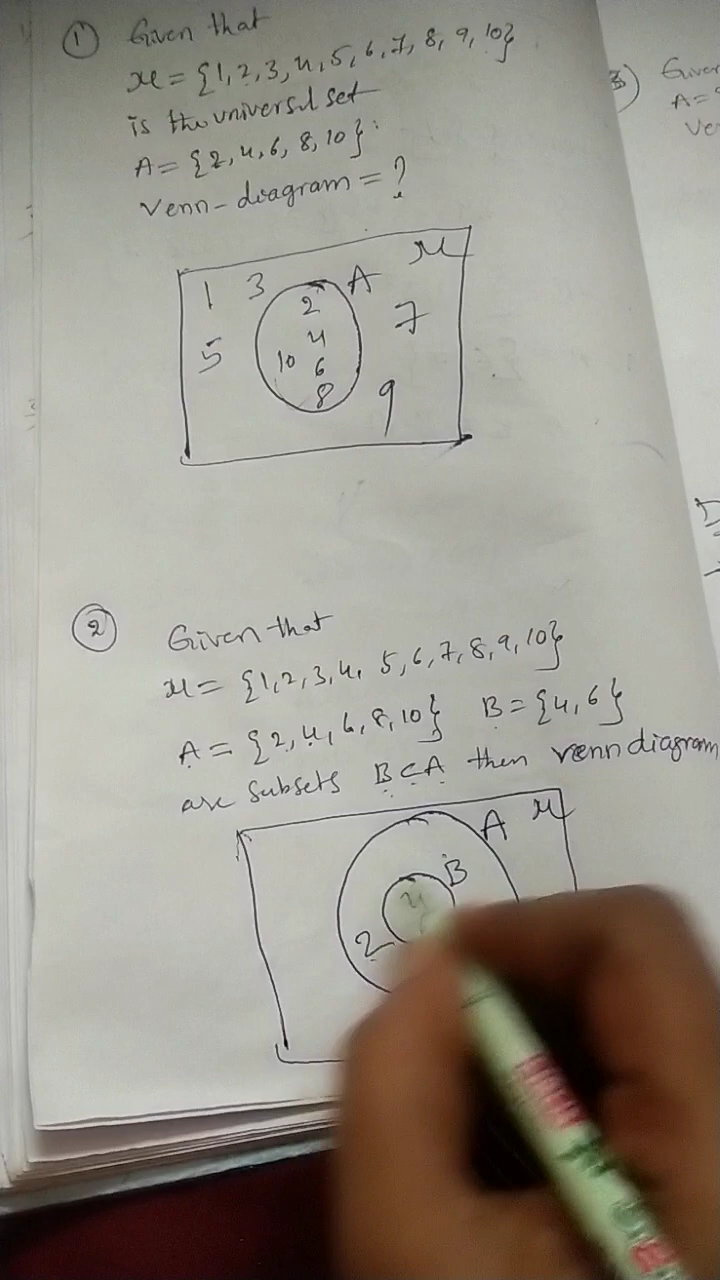 ① Given that
μ = {1, 2, 3, 4, 5, 6, 7, 8, 9, 10}
is the universal set
A = {2, 4, 6, 8, 10}
Venn-diagram = ?
μ
1 3 A
2
7
5
4
10 6
8 9
② Given that
μ = {1, 2, 3, 4, 5, 6, 7, 8, 9, 10}
A = {2, 4, 6, 8, 10} B = {4, 6}
are subsets B⊂A then venn diagram
A μ
B
4
2
3) Given
A =
Ve